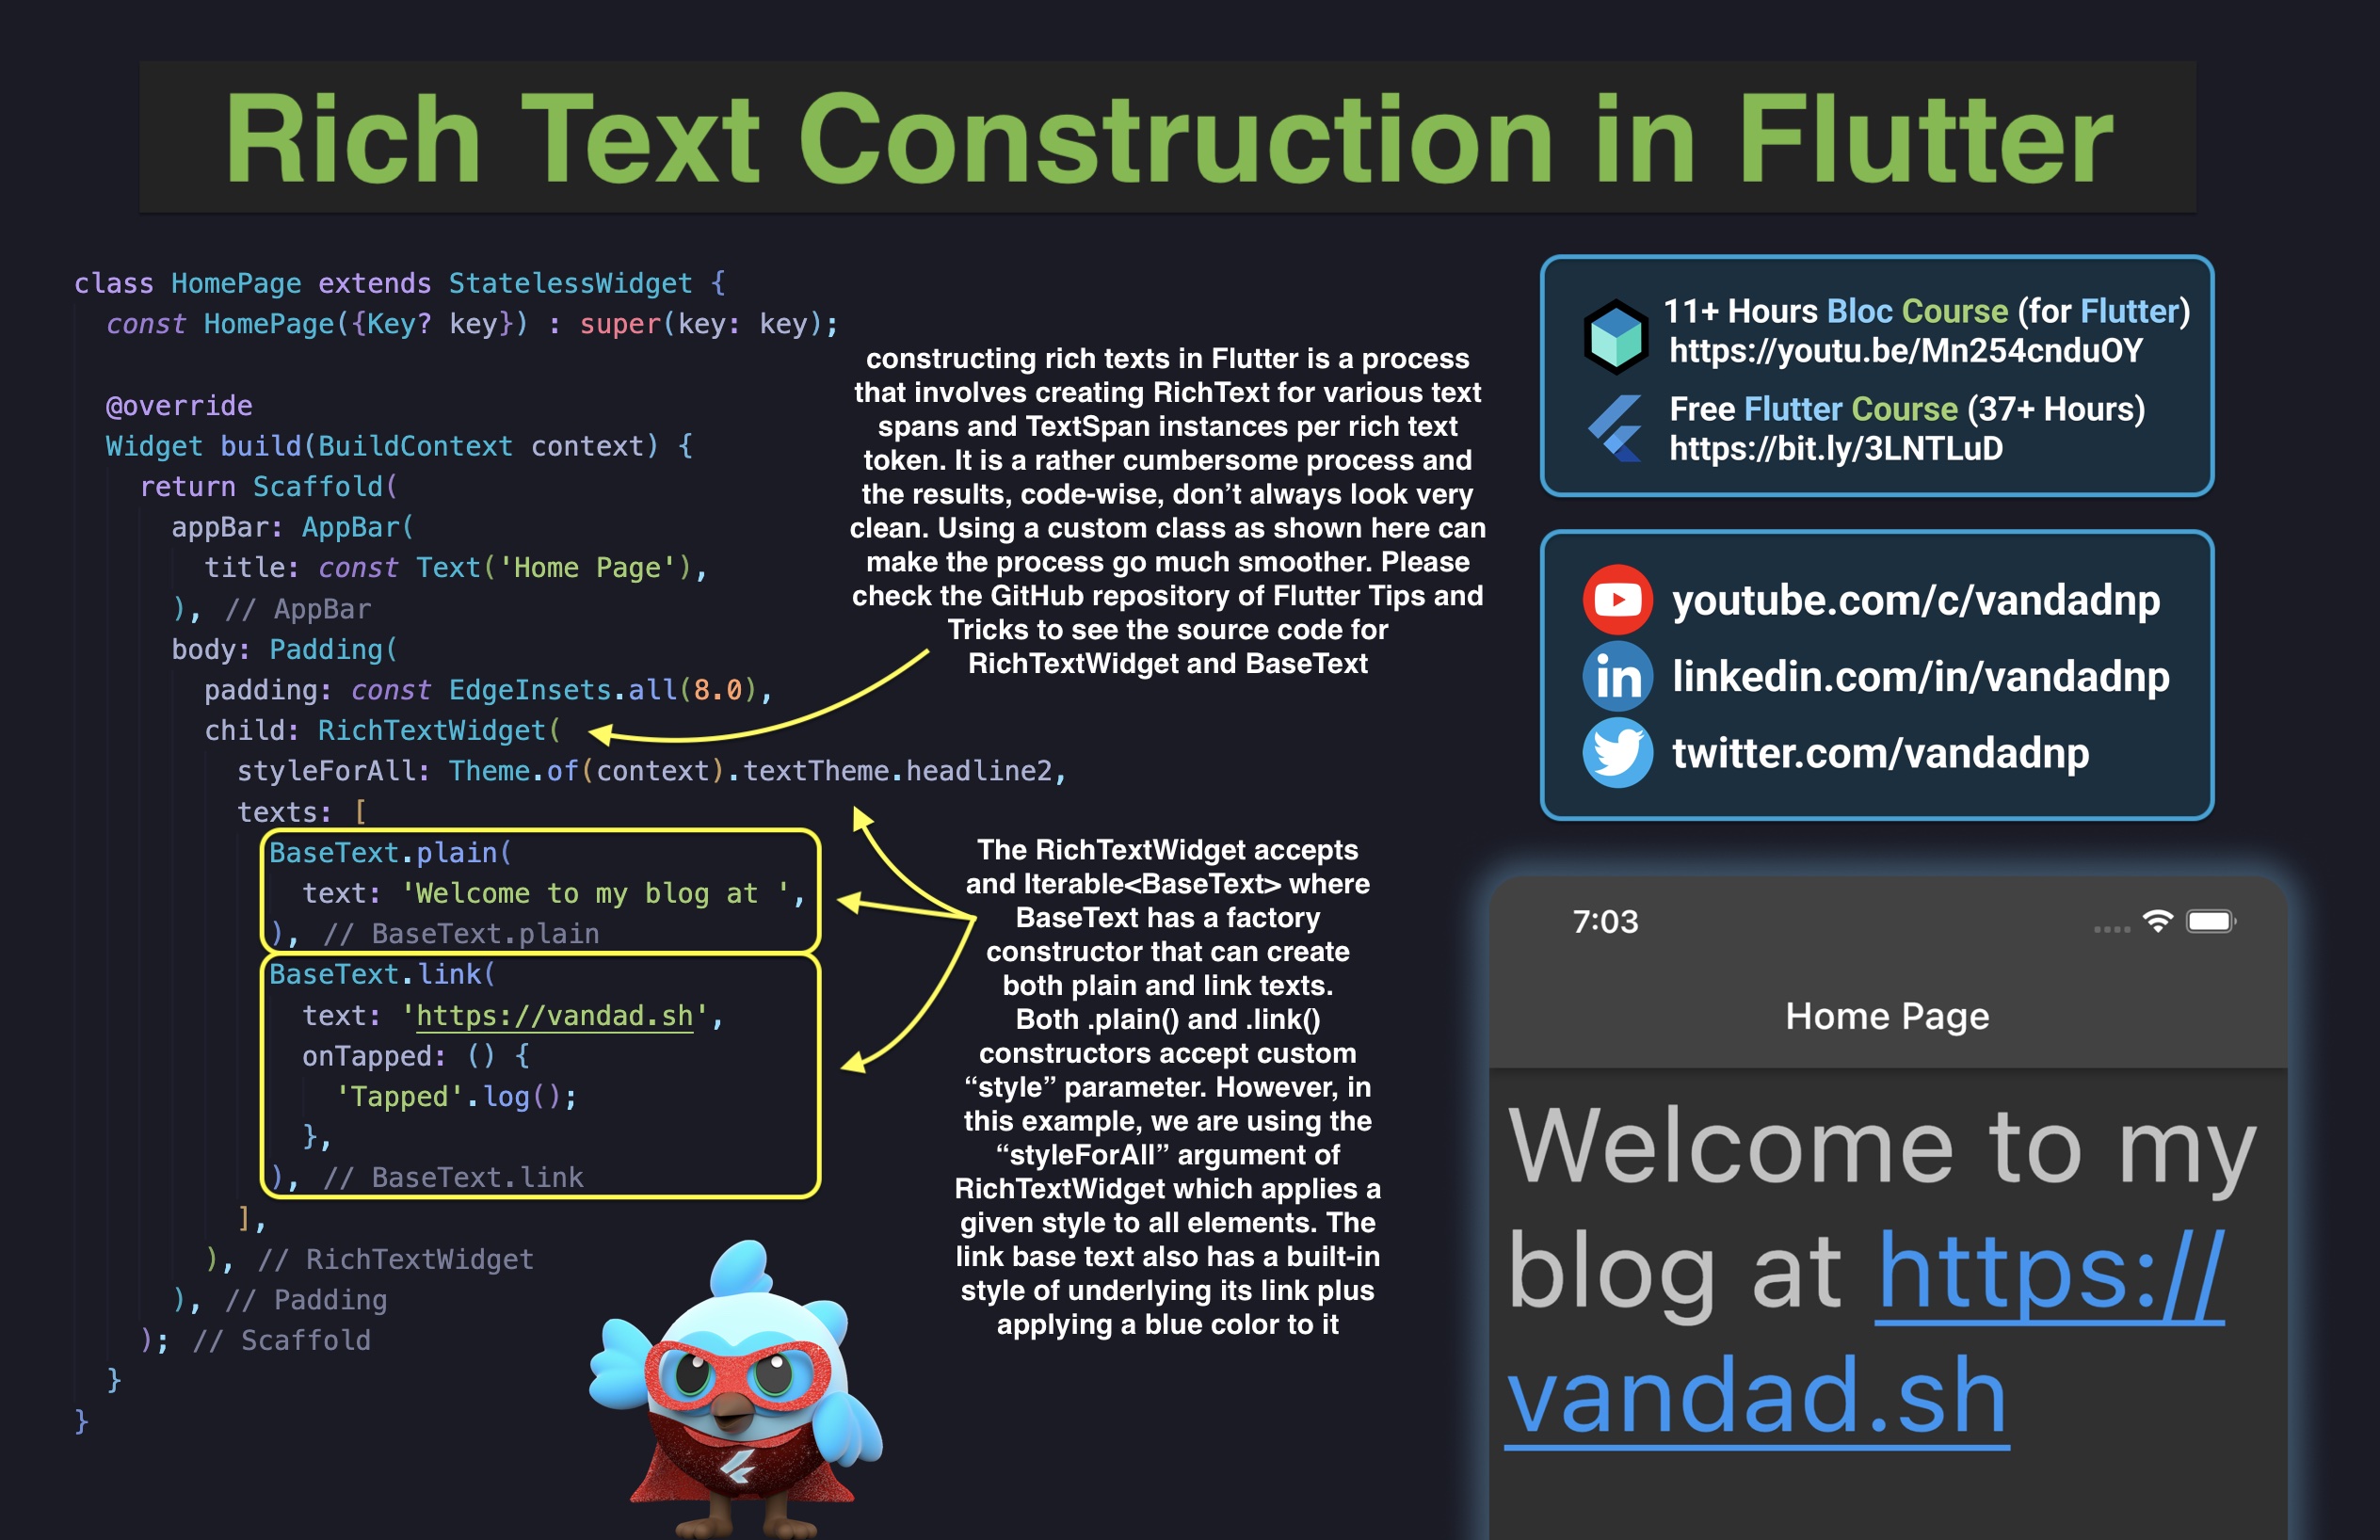 Rich Text Construction in Flutter
class HomePage extends StatelessWidget {
const HomePage({Key? key}) : super(key: key);
@override
Widget build(BuildContext context) {
return Scaffold(
appBar: AppBar(
title: const Text('Home Page'),
), // AppBar
body: Padding(
padding: const EdgeInsets.all(8.0),
child: RichTextWidget(
styleForAll: Theme.of(context).textTheme.headline2,
texts: [
BaseText.plain(
text: 'Welcome to my blog at ',
), // BaseText.plain
BaseText.link(
text: 'https://vandad.sh',
onTapped: () {
'Tapped'.log();
},
), // BaseText.link
],
), // RichTextWidget
), // Padding
); // Scaffold
}
}
constructing rich texts in Flutter is a process
that involves creating RichText for various text
spans and TextSpan instances per rich text
token. It is a rather cumbersome process and
the results, code-wise, don’t always look very
clean. Using a custom class as shown here can
make the process go much smoother. Please
check the GitHub repository of Flutter Tips and
Tricks to see the source code for
RichTextWidget and BaseText
The RichTextWidget accepts
and Iterable<BaseText> where
BaseText has a factory
constructor that can create
both plain and link texts.
Both .plain() and .link()
constructors accept custom
“style” parameter. However, in
this example, we are using the
“styleForAll” argument of
RichTextWidget which applies a
given style to all elements. The
link base text also has a built-in
style of underlying its link plus
applying a blue color to it
11+ Hours Bloc Course (for Flutter)
https://youtu.be/Mn254cnduOY
Free Flutter Course (37+ Hours)
https://bit.ly/3LNTLuD
youtube.com/c/vandadnp
in linkedin.com/in/vandadnp
twitter.com/vandadnp
7:03
Home Page
Welcome to my
blog at https://
vandad.sh